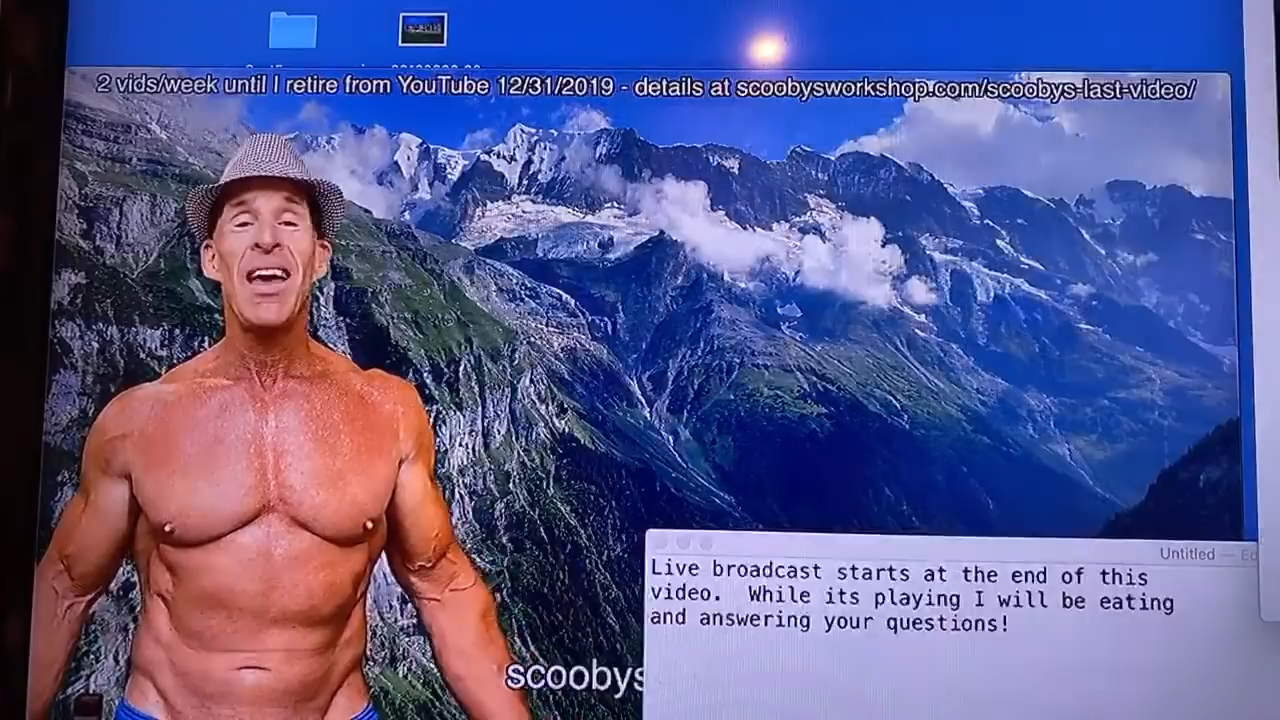 2 vids/week until I retire from YouTube 12/31/2019 - details at scoobysworkshop.com/scoobys-last-video/
Untitled —
Live broadcast starts at the end of this
video. While its playing I will be eating
and answering your questions!
scoobys